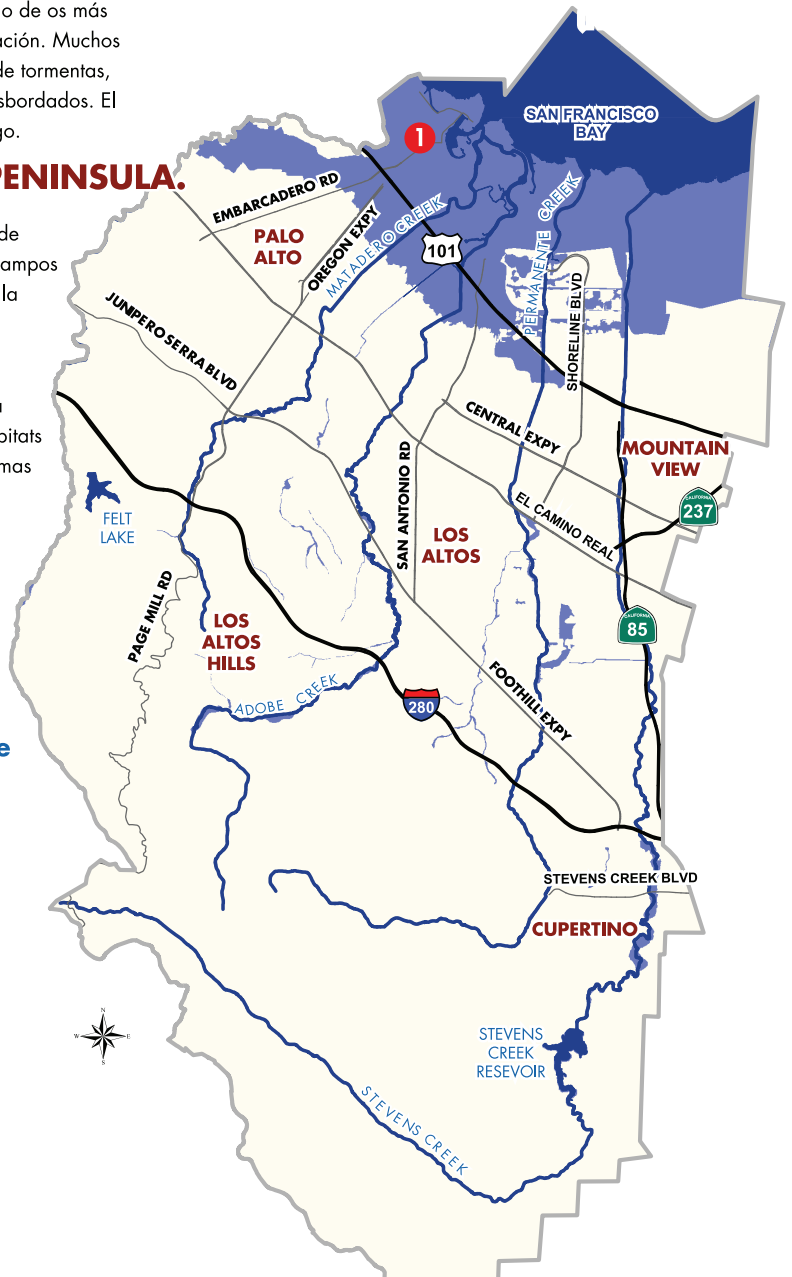 o de os más
ación. Muchos
de tormentas,
sbordados. El
go.
PENINSULA.
de
ampos
la
a
bitats
mas
e
SAN FRANCISCO
BAY
1
EMBARCADERO RD
PALO
ALTO
OREGON EXPY
MATADERO CREEK
101
PERMANENTE CREEK
SHORELINE BLVD
JUNIPERO SERRA BLVD
CENTRAL EXPY
MOUNTAIN
VIEW
CALIFORNIA
237
FELT
LAKE
SAN ANTONIO RD
EL CAMINO REAL
LOS
ALTOS
PAGE MILL RD
LOS
ALTOS
HILLS
CALIFORNIA
85
ADOBE CREEK
280
FOOTHILL EXPY
STEVENS CREEK BLVD
CUPERTINO
N
W E
S
STEVENS
CREEK
RESEVOIR
STEVENS CREEK